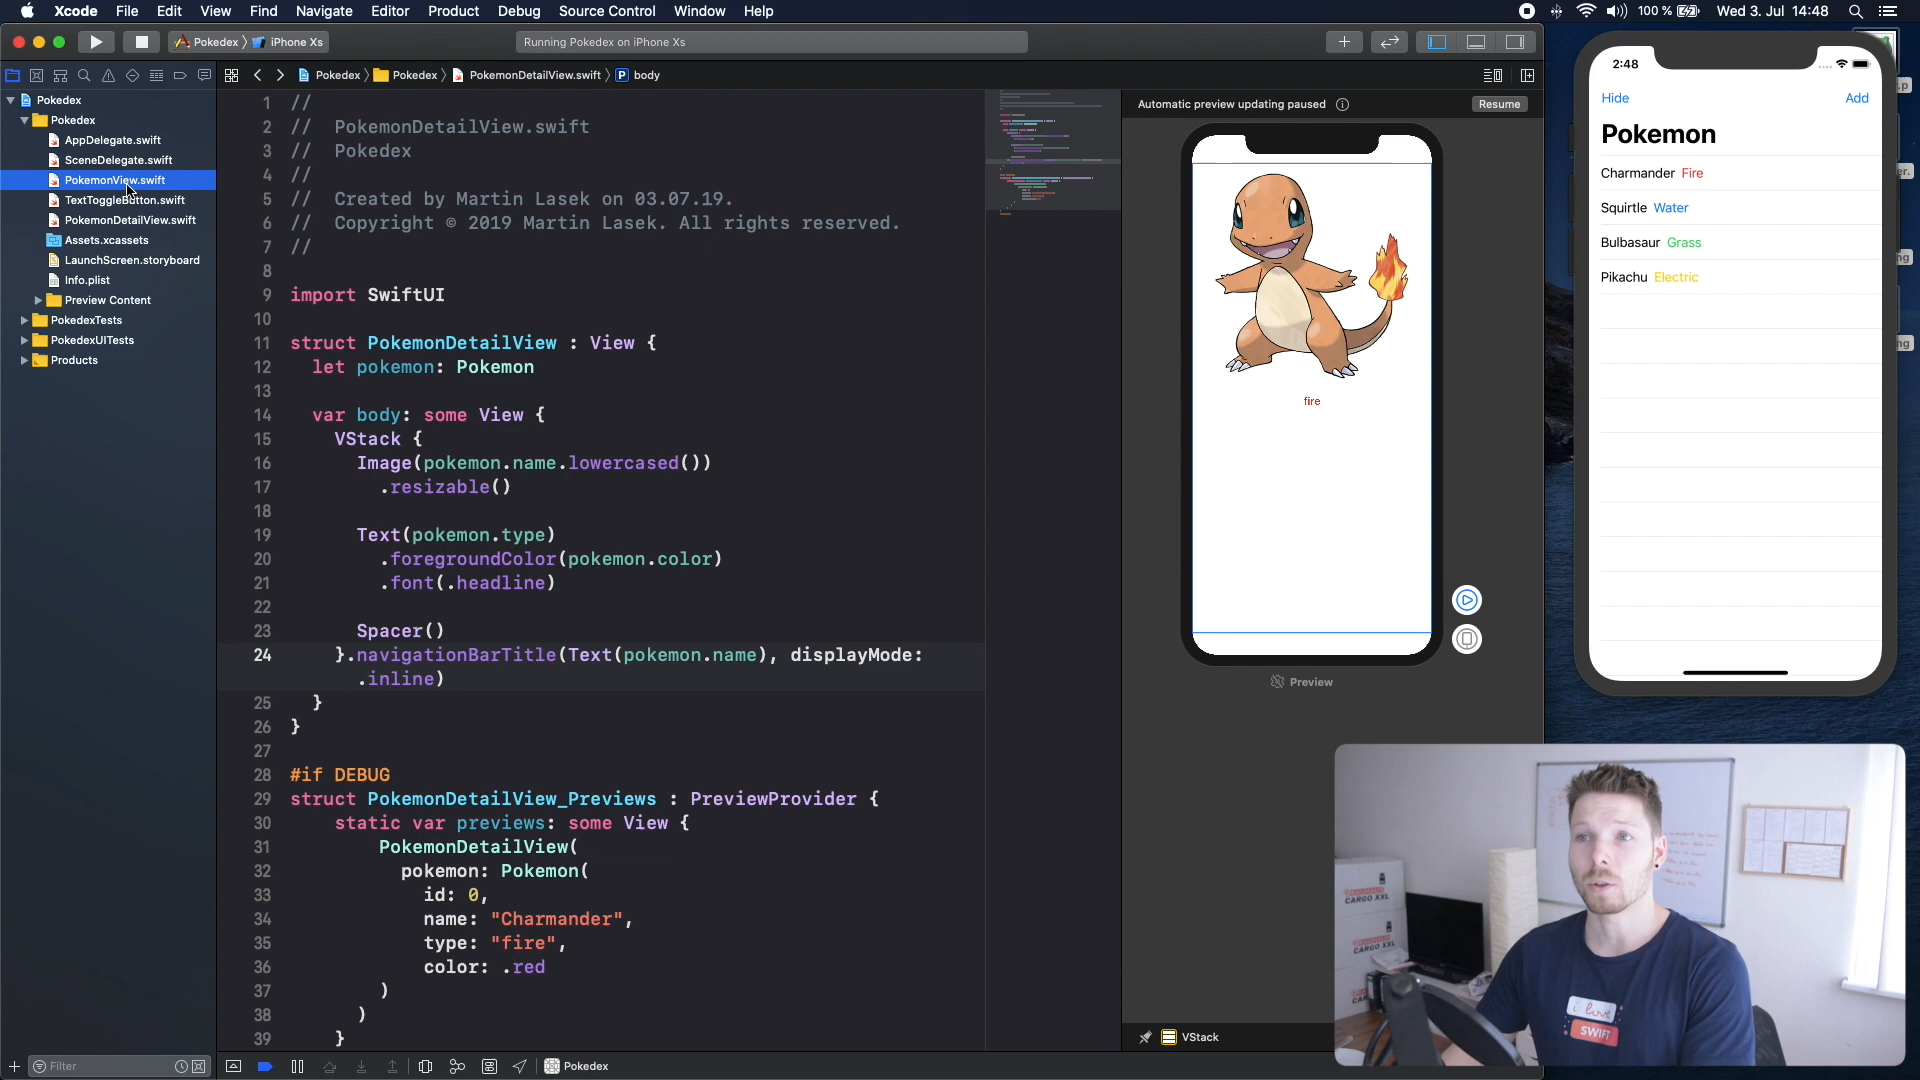 Xcode File Edit View Find Navigate Editor Product Debug Source Control Window Help 100 % Wed 3. Jul 14:48
Pokedex iPhone Xs Running Pokedex on iPhone Xs
Pokedex Pokedex PokemonDetailView.swift P body
Pokedex
Pokedex
AppDelegate.swift
SceneDelegate.swift
PokemonView.swift
TextToggleButton.swift
PokemonDetailView.swift
Assets.xcassets
LaunchScreen.storyboard
Info.plist
Preview Content
PokedexTests
PokedexUITests
Products
Filter
1 //
2 // PokemonDetailView.swift
3 // Pokedex
4 //
5 // Created by Martin Lasek on 03.07.19.
6 // Copyright © 2019 Martin Lasek. All rights reserved.
7 //
8
9 import SwiftUI
10
11 struct PokemonDetailView : View {
12 let pokemon: Pokemon
13
14 var body: some View {
15 VStack {
16 Image(pokemon.name.lowercased())
17 .resizable()
18
19 Text(pokemon.type)
20 .foregroundColor(pokemon.color)
21 .font(.headline)
22
23 Spacer()
24 }.navigationBarTitle(Text(pokemon.name), displayMode:
.inline)
25 }
26 }
27
28 #if DEBUG
29 struct PokemonDetailView_Previews : PreviewProvider {
30 static var previews: some View {
31 PokemonDetailView(
32 pokemon: Pokemon(
33 id: 0,
34 name: "Charmander",
35 type: "fire",
36 color: .red
37 )
38 )
39 }
Pokedex
Automatic preview updating paused Resume
fire
Preview
VStack
2:48
Hide Add
Pokemon
Charmander Fire
Squirtle Water
Bulbasaur Grass
Pikachu Electric
.p
er.
ng
ng
CARGO XXL
CARGO XXL
i love
SWIFT